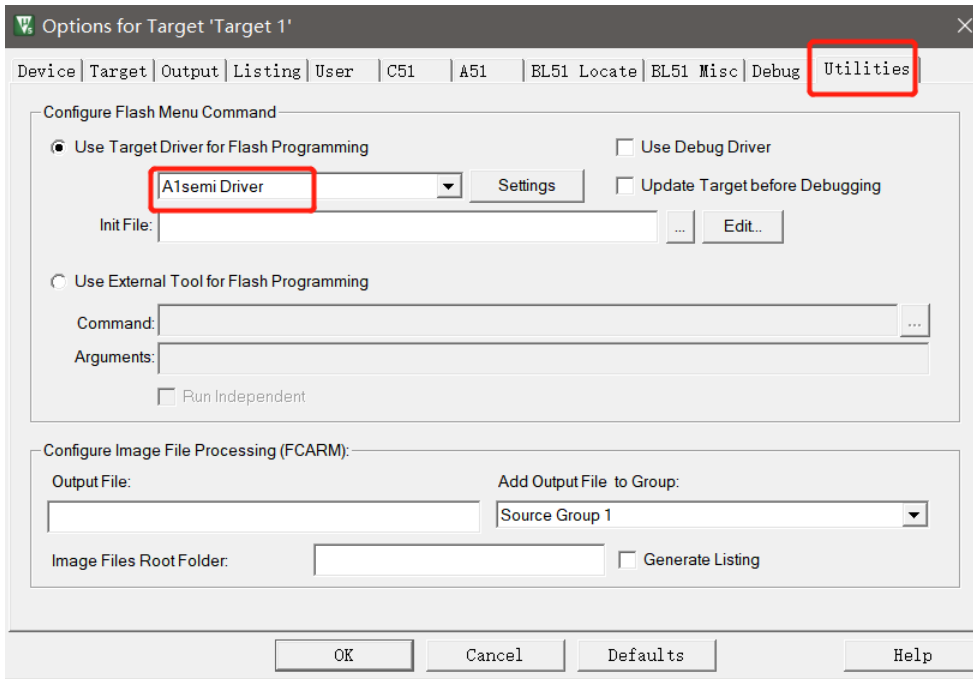 Options for Target 'Target 1'
Device Target Output Listing User C51 A51 BL51 Locate BL51 Misc Debug Utilities
Configure Flash Menu Command
Use Target Driver for Flash Programming Use Debug Driver
A1semi Driver Settings Update Target before Debugging
Init File: ... Edit...
Use External Tool for Flash Programming
Command: ...
Arguments:
Run Independent
Configure Image File Processing (FCARM):
Output File: Add Output File to Group:
Source Group 1
Image Files Root Folder: Generate Listing
OK Cancel Defaults Help